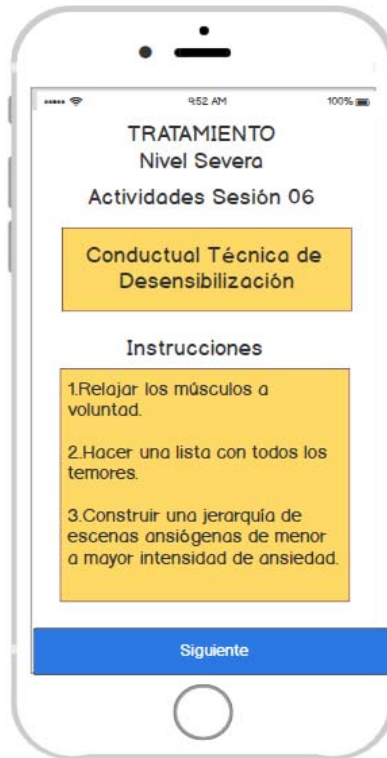 9:52 AM
100%
TRATAMIENTO
Nivel Severa
Actividades Sesión 06
Conductual Técnica de
Desensibilización
Instrucciones
1.Relajar los músculos a
voluntad.
2.Hacer una lista con todos los
temores.
3.Construir una jerarquía de
escenas ansiógenas de menor
a mayor intensidad de ansiedad.
Siguiente